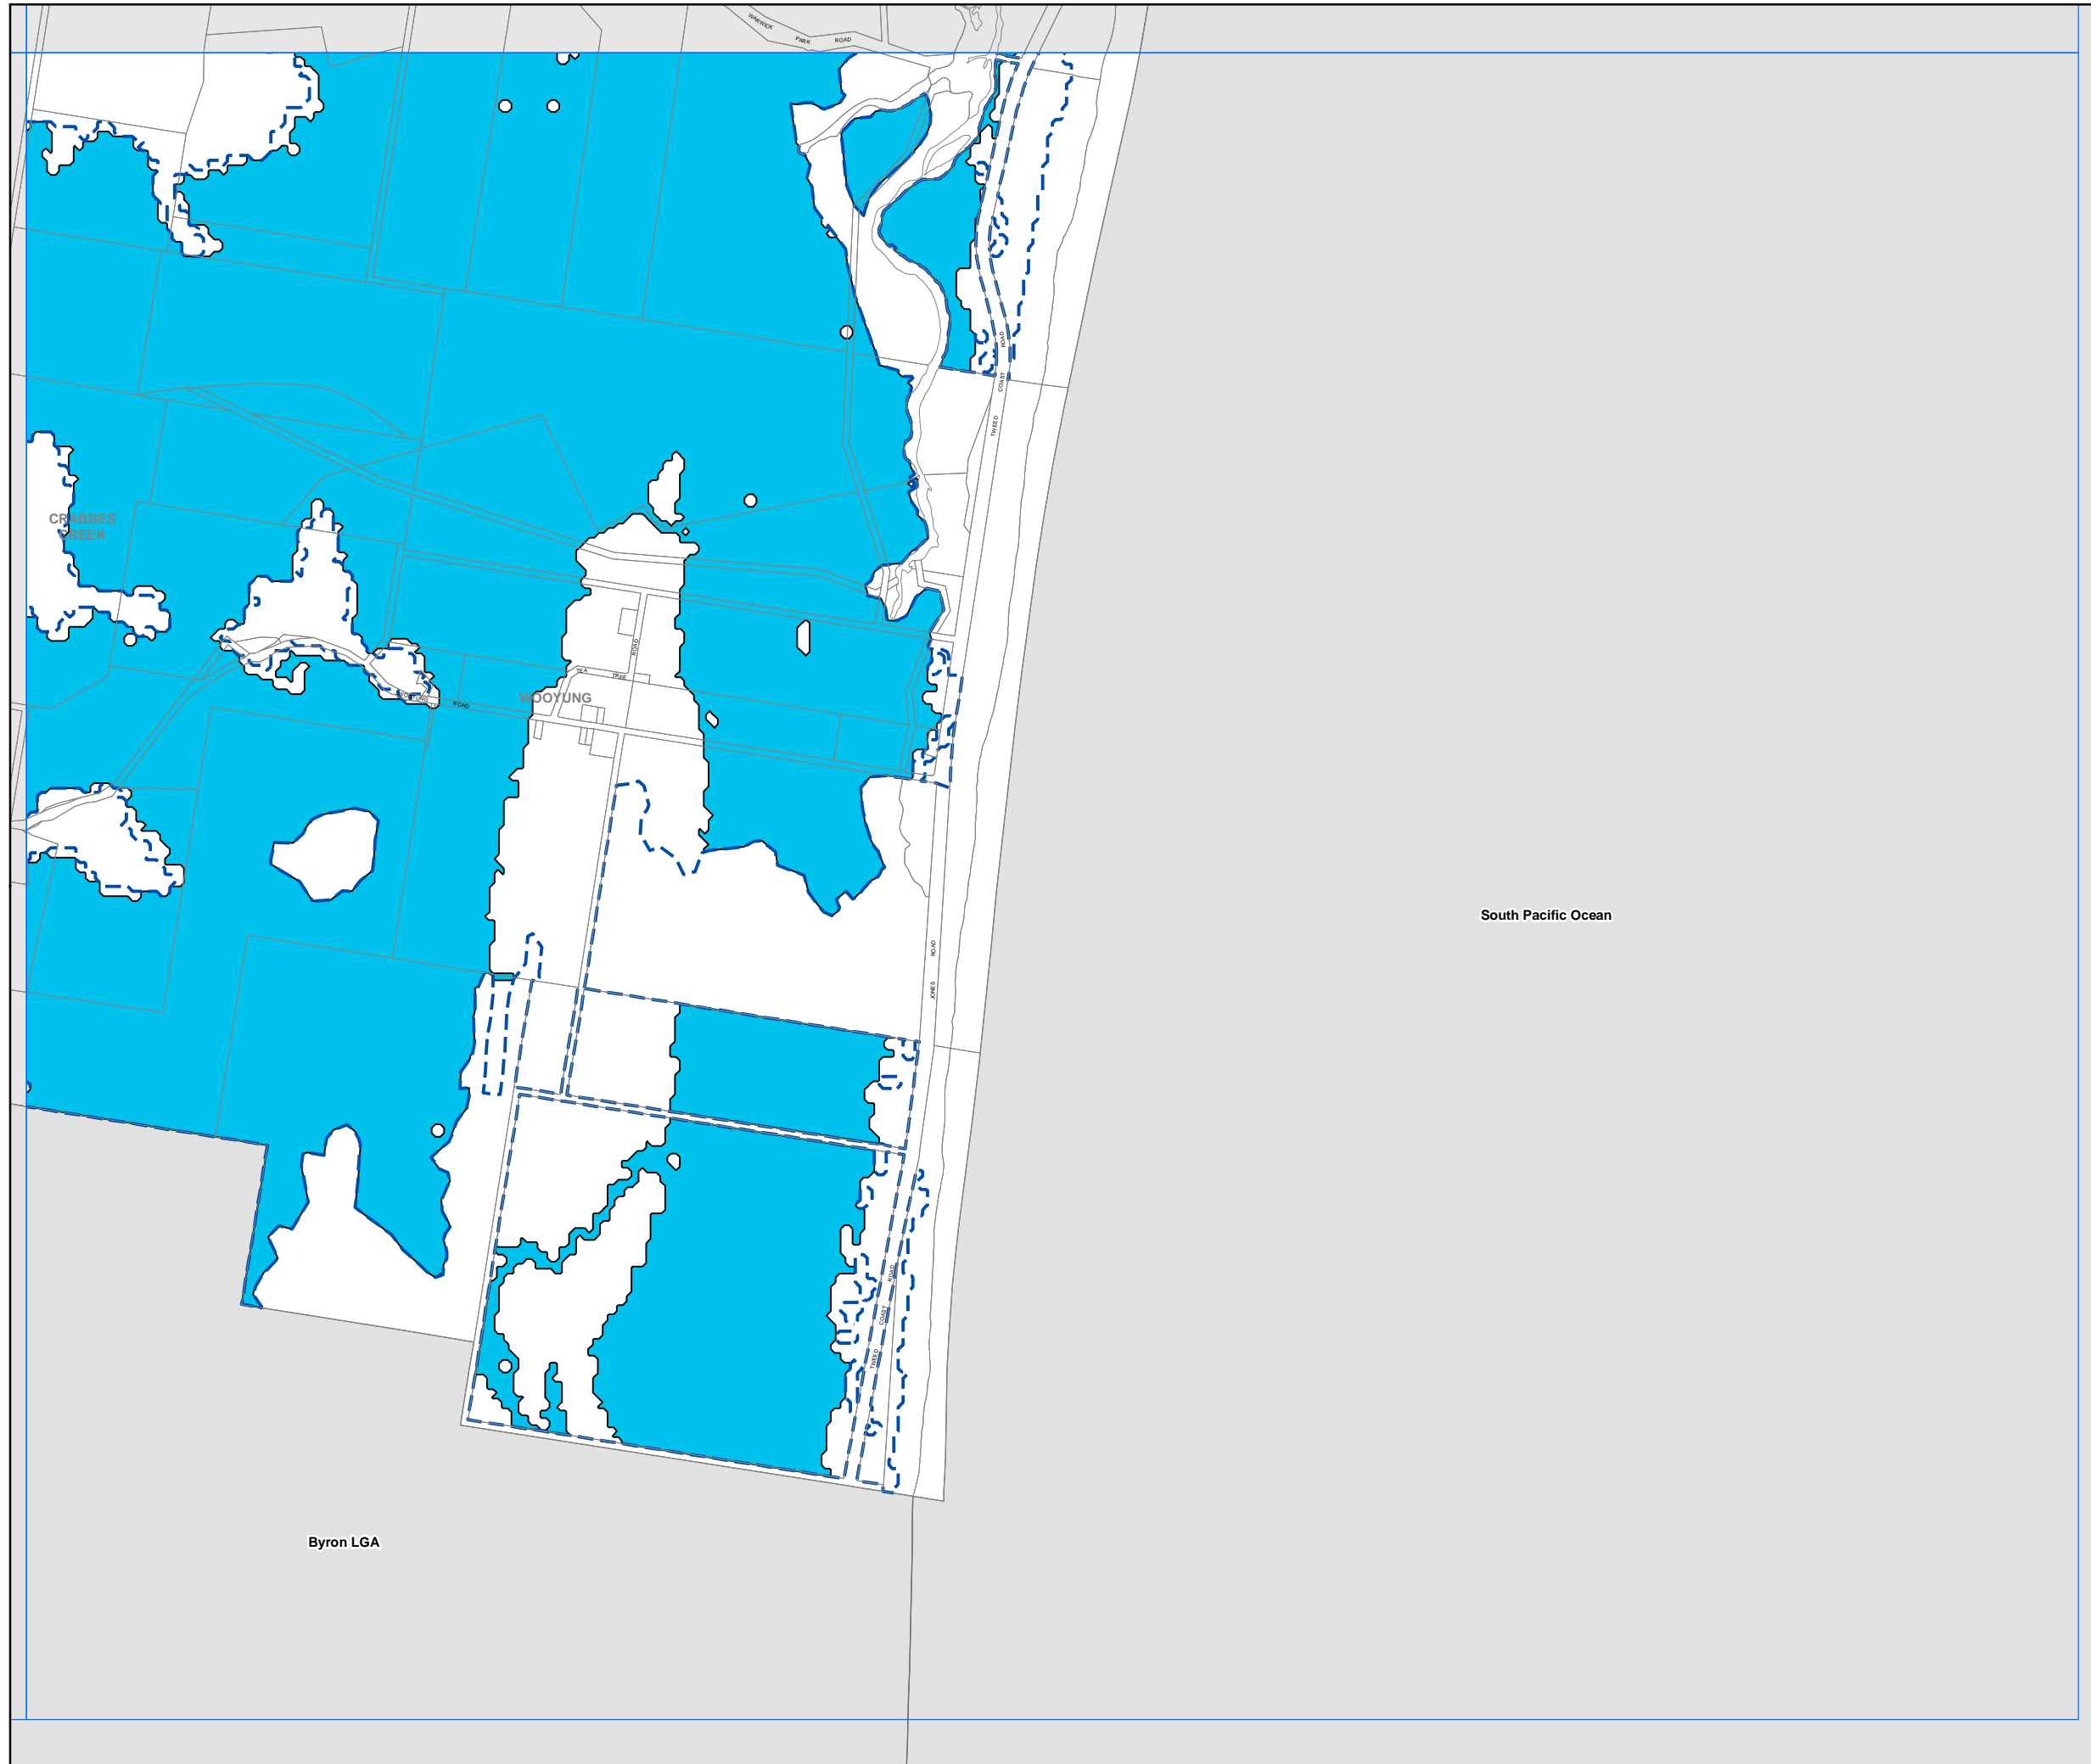 WARWICK
PARK
ROAD
ROAD
COAST
TWEED
CRABBES
CREEK
ROAD
TEA
TREE
WOOYUNG
ROAD
South Pacific Ocean
ROAD
JONES
ROAD
COAST
TWEED
Byron LGA